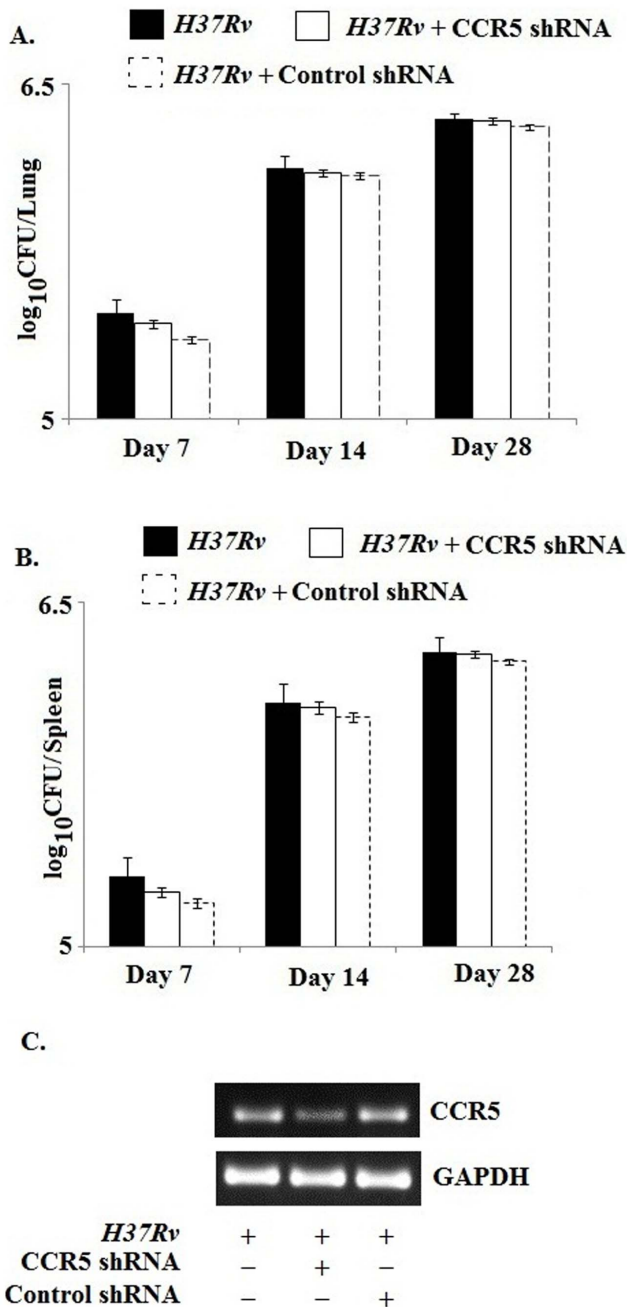 A.
H37Rv
H37Rv + CCR5 shRNA
H37Rv + Control shRNA
6.5
log10CFU/Lung
5
Day 7
Day 14
Day 28
B.
H37Rv
H37Rv + CCR5 shRNA
H37Rv + Control shRNA
6.5
log10CFU/Spleen
5
Day 7
Day 14
Day 28
C.
CCR5
GAPDH
H37Rv + + +
CCR5 shRNA – + –
Control shRNA – – +